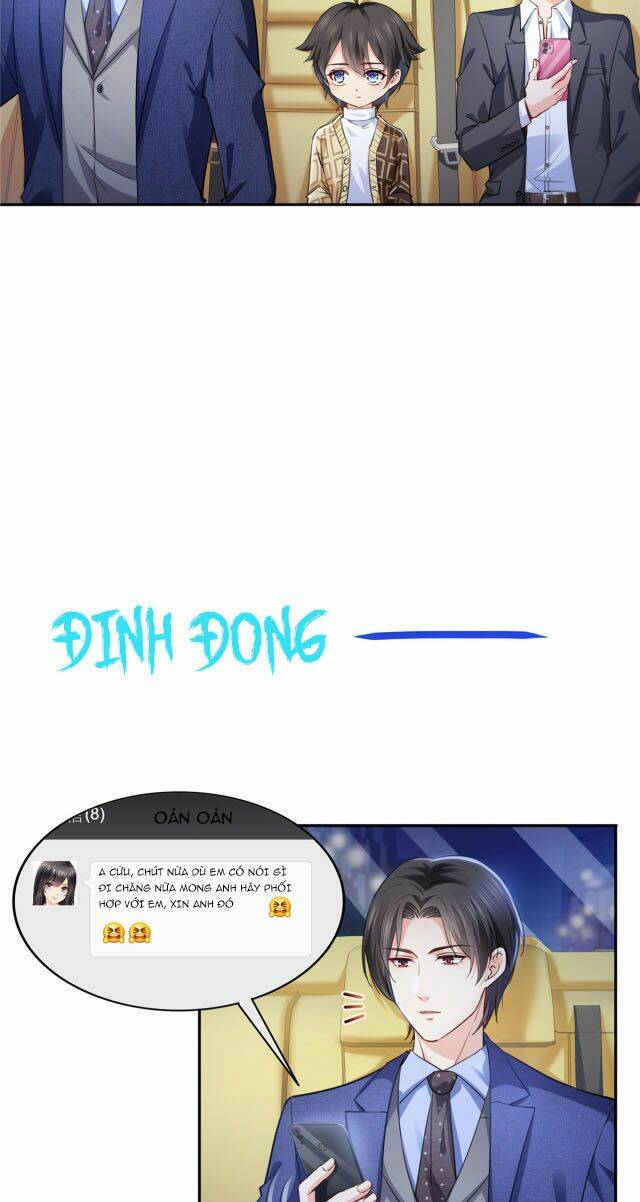 ĐINH ĐONG
信(8) OẢN OẢN
A CỬU, CHÚT NỮA DÙ EM CÓ NÓI GÌ
ĐI CHĂNG NỮA MONG ANH HÃY PHỐI
HỢP VỚI EM, XIN ANH ĐÓ